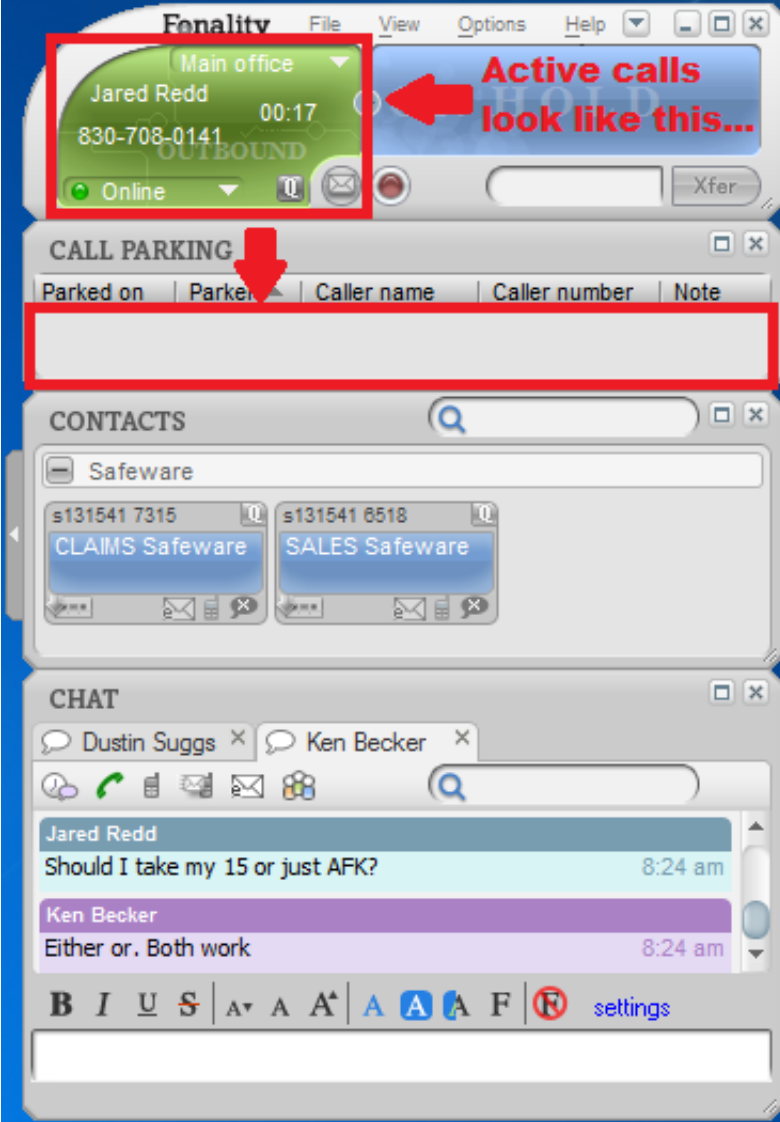 Fonality File View Options Help
Main office
Jared Redd
00:17
830-708-0141
OUTBOUND
Online
HOLD
Active calls
look like this...
Xfer
CALL PARKING
Parked on Parker Caller name Caller number Note
CONTACTS
Safeware
s131541 7315 s131541 6518
CLAIMS Safeware SALES Safeware
CHAT
Dustin Suggs Ken Becker
Jared Redd
Should I take my 15 or just AFK? 8:24 am
Ken Becker
Either or. Both work 8:24 am
B I U S A A A A A A F F settings